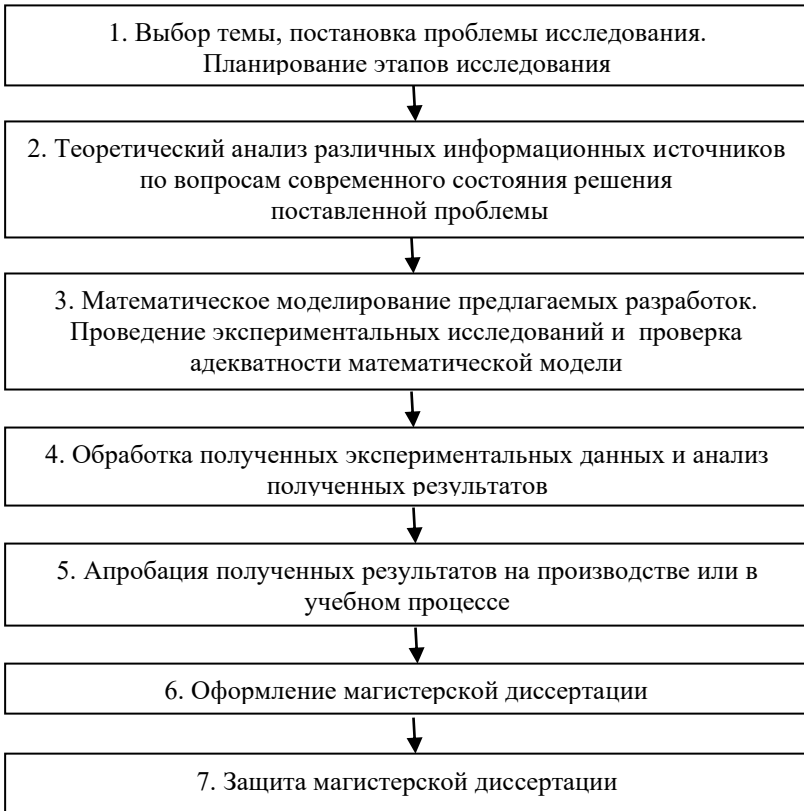 1. Выбор темы, постановка проблемы исследования.
Планирование этапов исследования
2. Теоретический анализ различных информационных источников
по вопросам современного состояния решения
поставленной проблемы
3. Математическое моделирование предлагаемых разработок.
Проведение экспериментальных исследований и проверка
адекватности математической модели
4. Обработка полученных экспериментальных данных и анализ
полученных результатов
5. Апробация полученных результатов на производстве или в
учебном процессе
6. Оформление магистерской диссертации
7. Защита магистерской диссертации